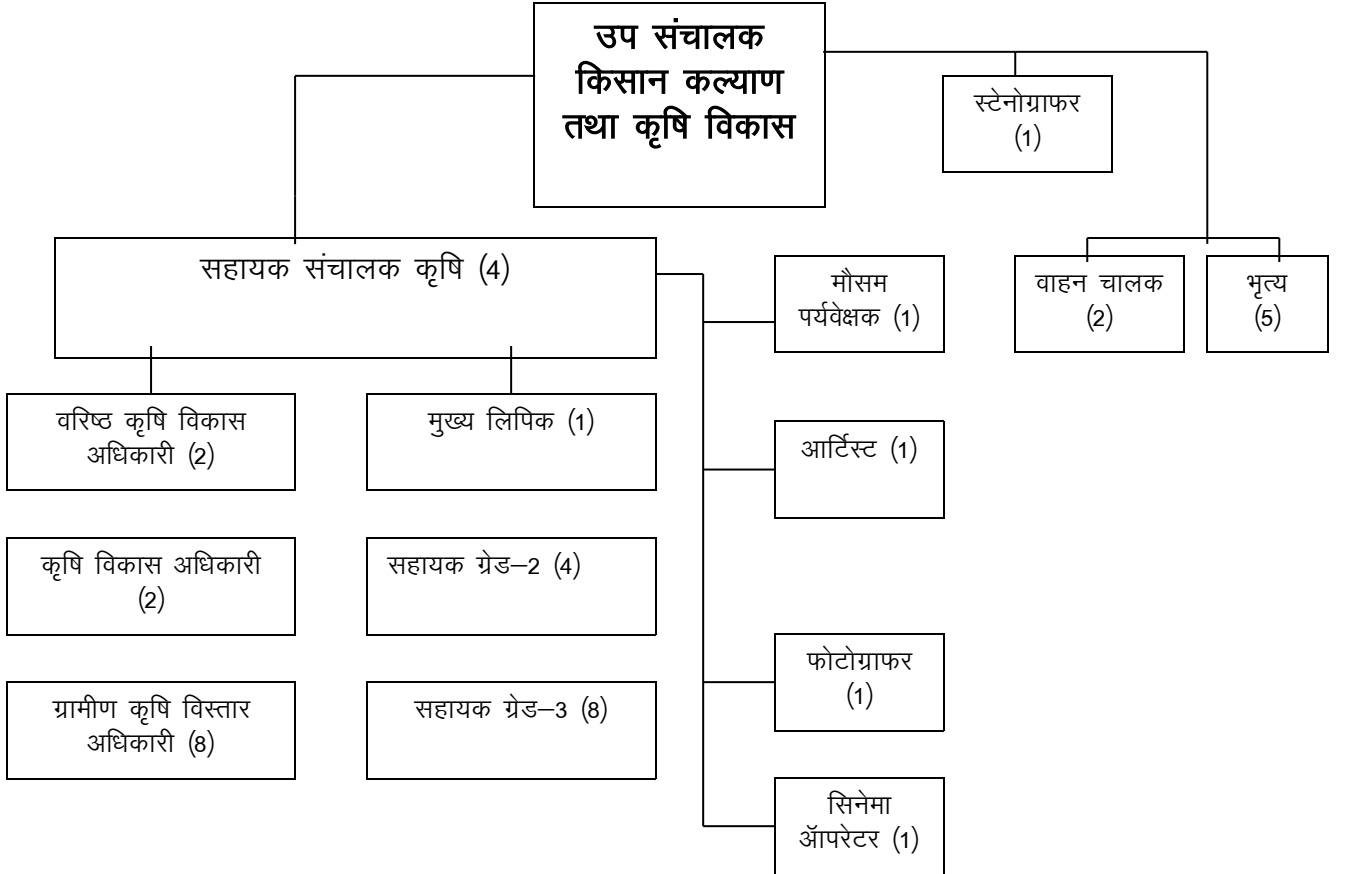 उप संचालक
किसान कल्याण
तथा कृषि विकास
स्टेनोग्राफर
(1)
सहायक संचालक कृषि (4)
मौसम
पर्यवेक्षक (1)
वाहन चालक
(2)
भृत्य
(5)
वरिष्ठ कृषि विकास
अधिकारी (2)
मुख्य लिपिक (1)
आर्टिस्ट (1)
कृषि विकास अधिकारी
(2)
सहायक ग्रेड–2 (4)
फोटोग्राफर
(1)
ग्रामीण कृषि विस्तार
अधिकारी (8)
सहायक ग्रेड–3 (8)
सिनेमा
ॲापरेटर (1)